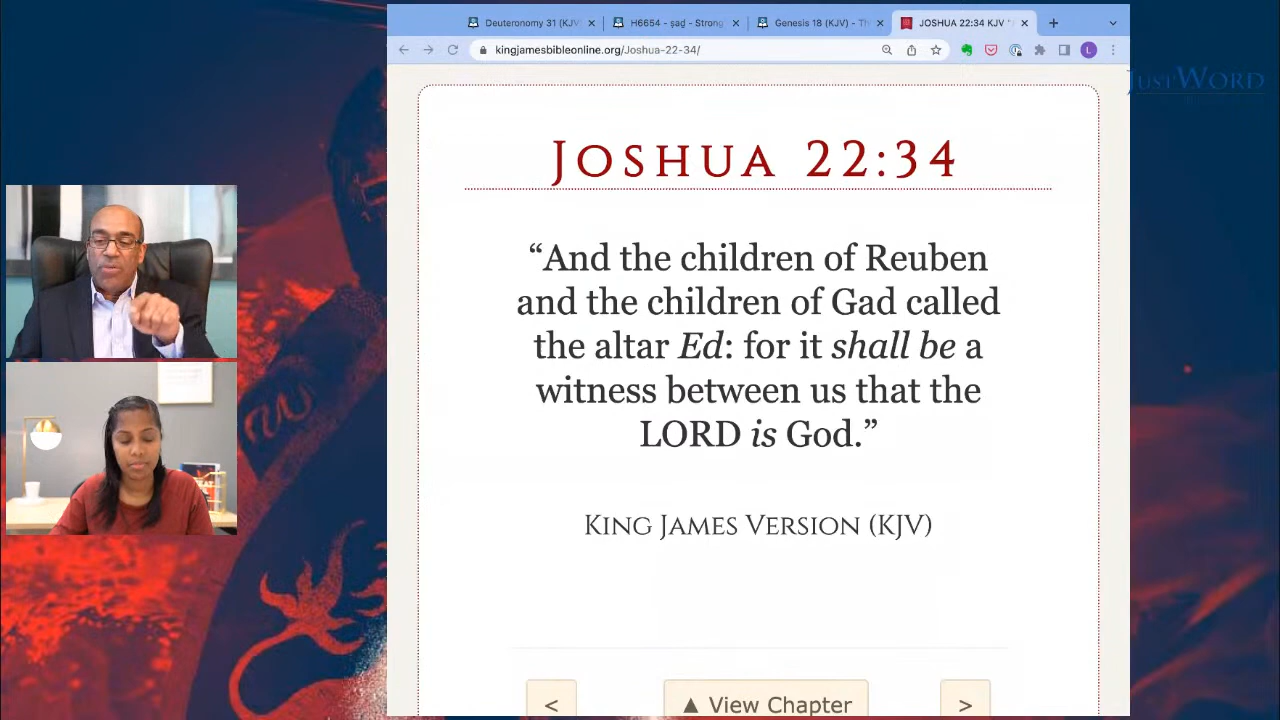 Deuteronomy 31 (KJV)
H6654 - ṣaḏ - Strong
Genesis 18 (KJV) - Th
JOSHUA 22:34 KJV "
kingjamesbibleonline.org/Joshua-22-34/
L
JUSTWORD
JOSHUA 22:34
“And the children of Reuben
and the children of Gad called
the altar Ed: for it shall be a
witness between us that the
LORD is God.”
KING JAMES VERSION (KJV)
< ▲ View Chapter >